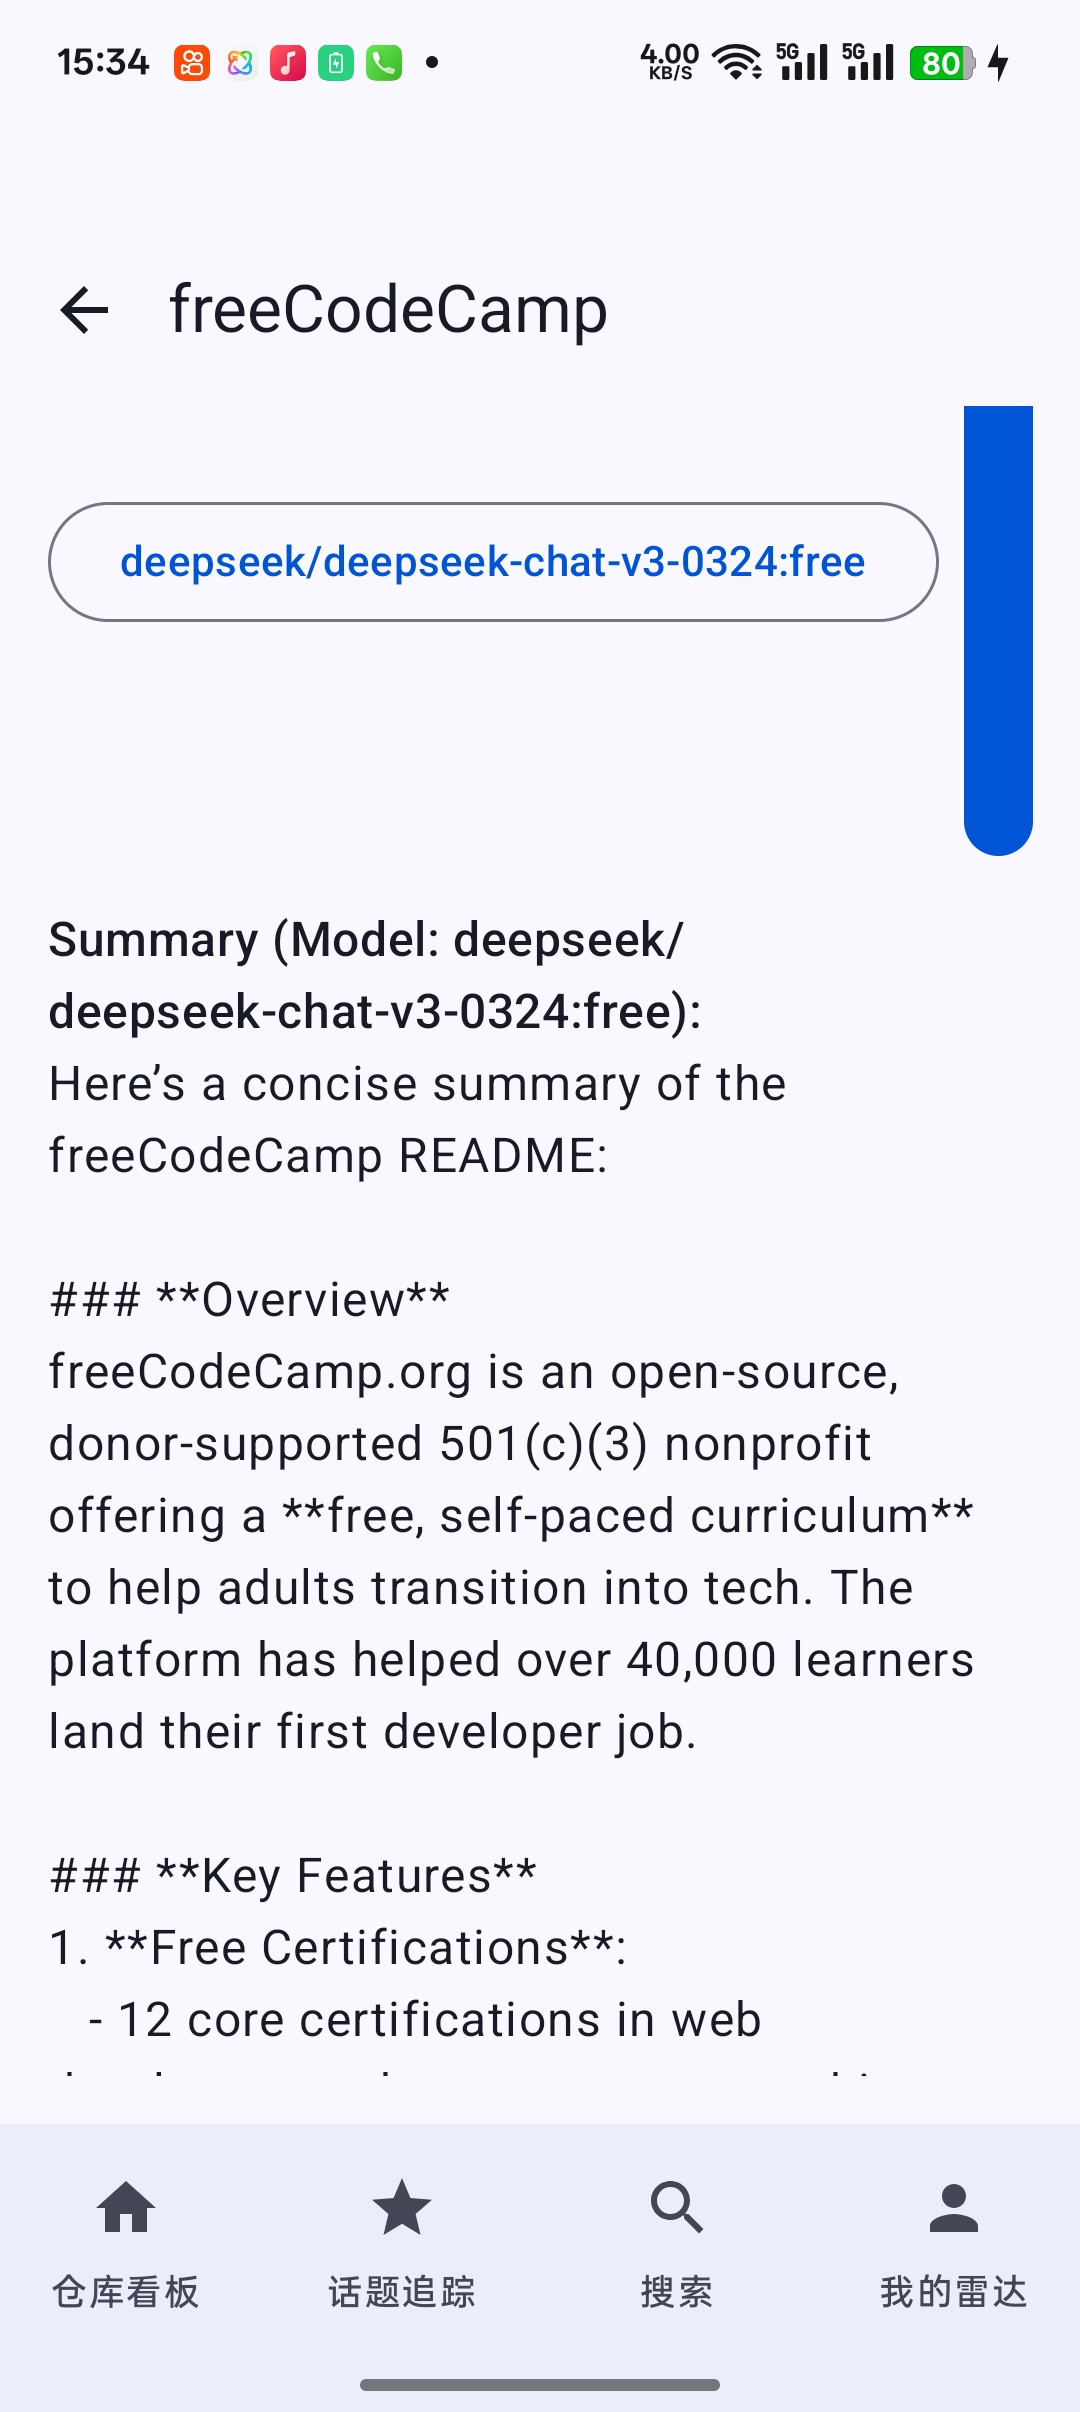 15:34
4.00 KB/S 5G 5G 80
freeCodeCamp
deepseek/deepseek-chat-v3-0324:free
Summary (Model: deepseek/
deepseek-chat-v3-0324:free):
Here’s a concise summary of the
freeCodeCamp README:
### **Overview**
freeCodeCamp.org is an open-source,
donor-supported 501(c)(3) nonprofit
offering a **free, self-paced curriculum**
to help adults transition into tech. The
platform has helped over 40,000 learners
land their first developer job.
### **Key Features**
1. **Free Certifications**:
- 12 core certifications in web
仓库看板 话题追踪 搜索 我的雷达